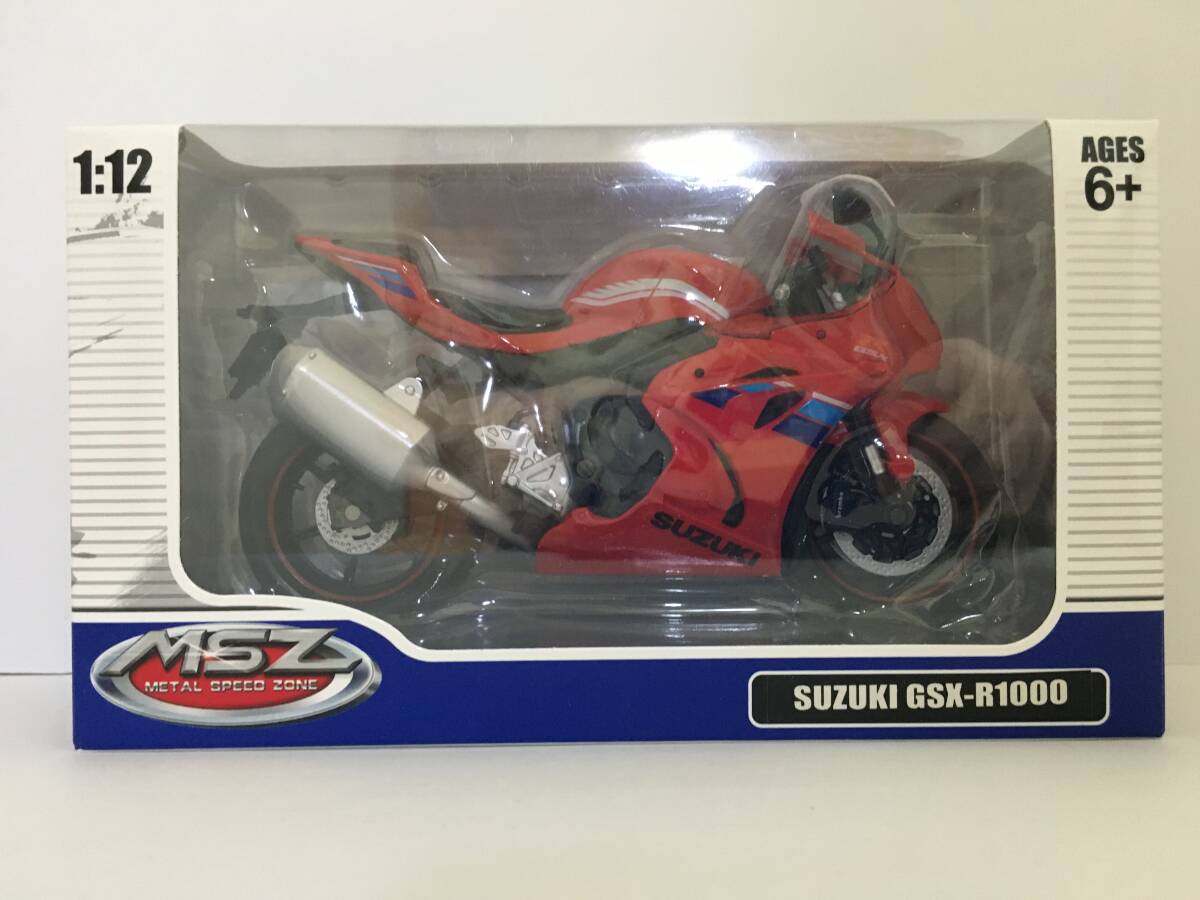 1:12
AGES
6+
SUZUKI
MSZ
METAL SPEED ZONE
SUZUKI GSX-R1000